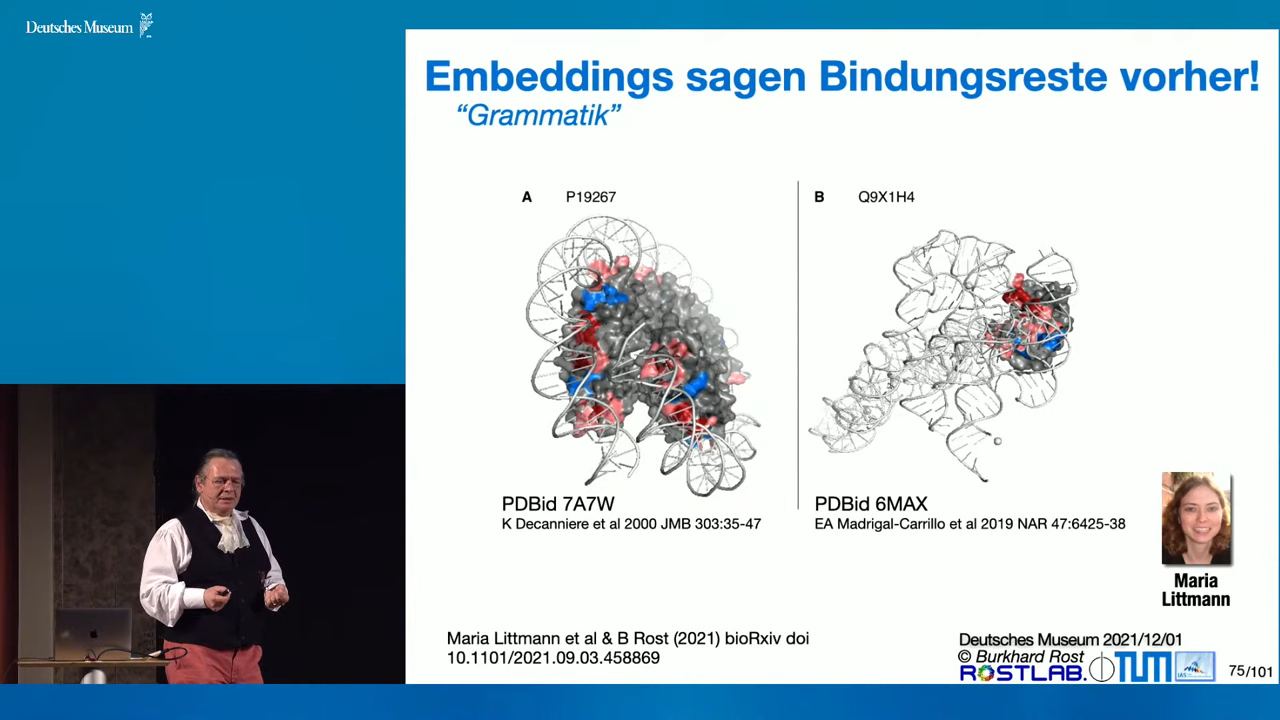 Deutsches Museum
Embeddings sagen Bindungsreste vorher!
“Grammatik”
A P19267
B Q9X1H4
PDBid 7A7W
K Decanniere et al 2000 JMB 303:35-47
PDBid 6MAX
EA Madrigal-Carrillo et al 2019 NAR 47:6425-38
Maria
Littmann
Maria Littmann et al & B Rost (2021) bioRxiv doi
10.1101/2021.09.03.458869
Deutsches Museum 2021/12/01
© Burkhard Rost
ROSTLAB. TUM IAS
75/101